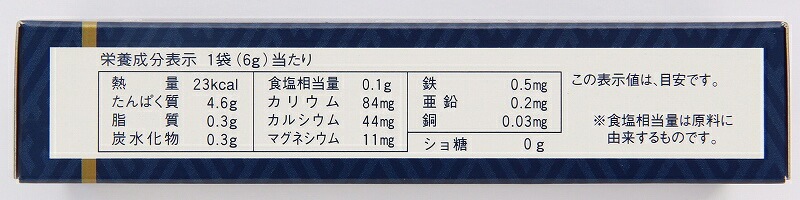 栄養成分表示 1袋(6g)当たり
熱量 23kcal 食塩相当量 0.1g 鉄 0.5mg この表示値は、目安です。
たんぱく質 4.6g カリウム 84mg 亜鉛 0.2mg
脂質 0.3g カルシウム 44mg 銅 0.03mg ※食塩相当量は原料に
炭水化物 0.3g マグネシウム 11mg ショ糖 0g 由来するものです。